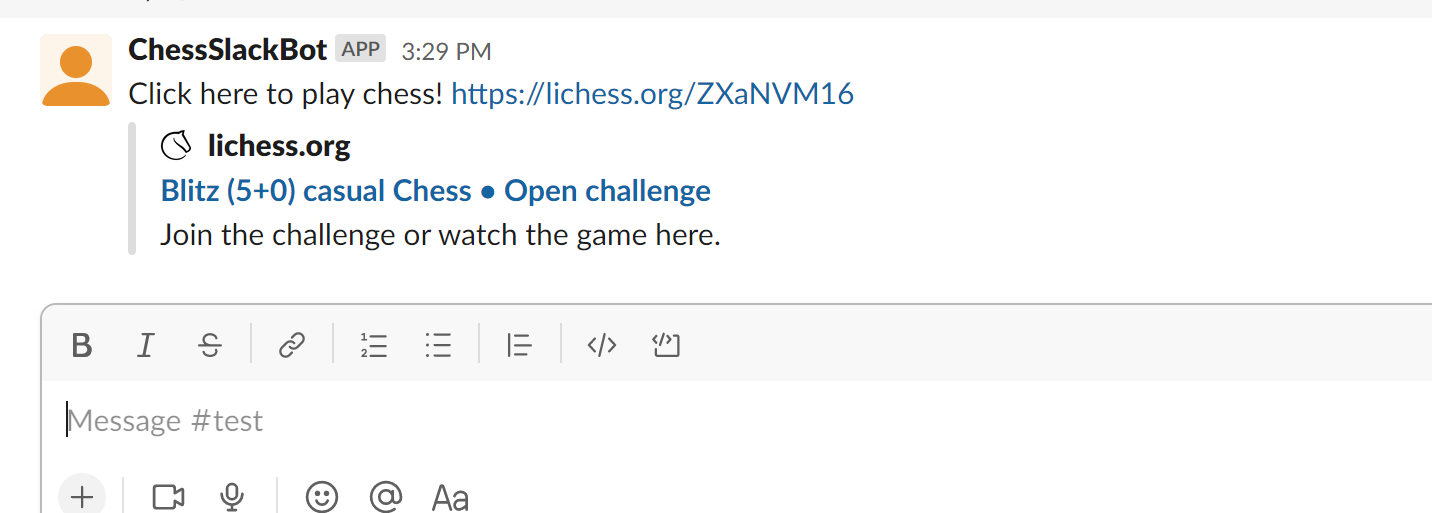 ChessSlackBot APP 3:29 PM
Click here to play chess! https://lichess.org/ZXaNVM16
lichess.org
Blitz (5+0) casual Chess ● Open challenge
Join the challenge or watch the game here.
B I S
Message #test
Aa